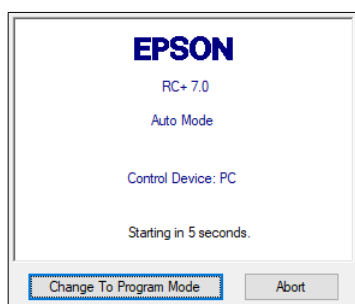 EPSON
RC+ 7.0
Auto Mode
Control Device: PC
Starting in 5 seconds.
Change To Program Mode
Abort